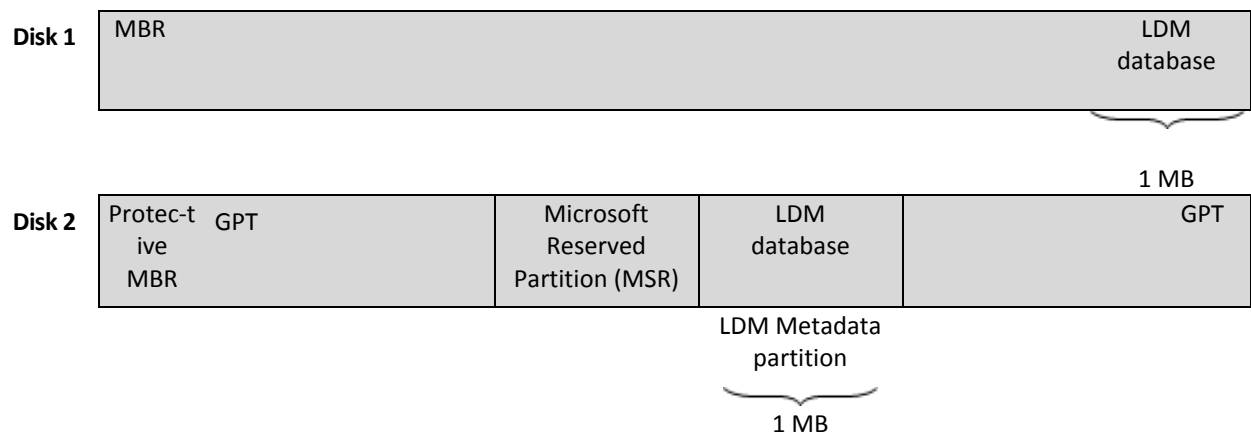 Disk 1
MBR
LDM
database
1 MB
Disk 2
Protec-t
ive
MBR
GPT
Microsoft
Reserved
Partition (MSR)
LDM
database
GPT
LDM Metadata
partition
1 MB